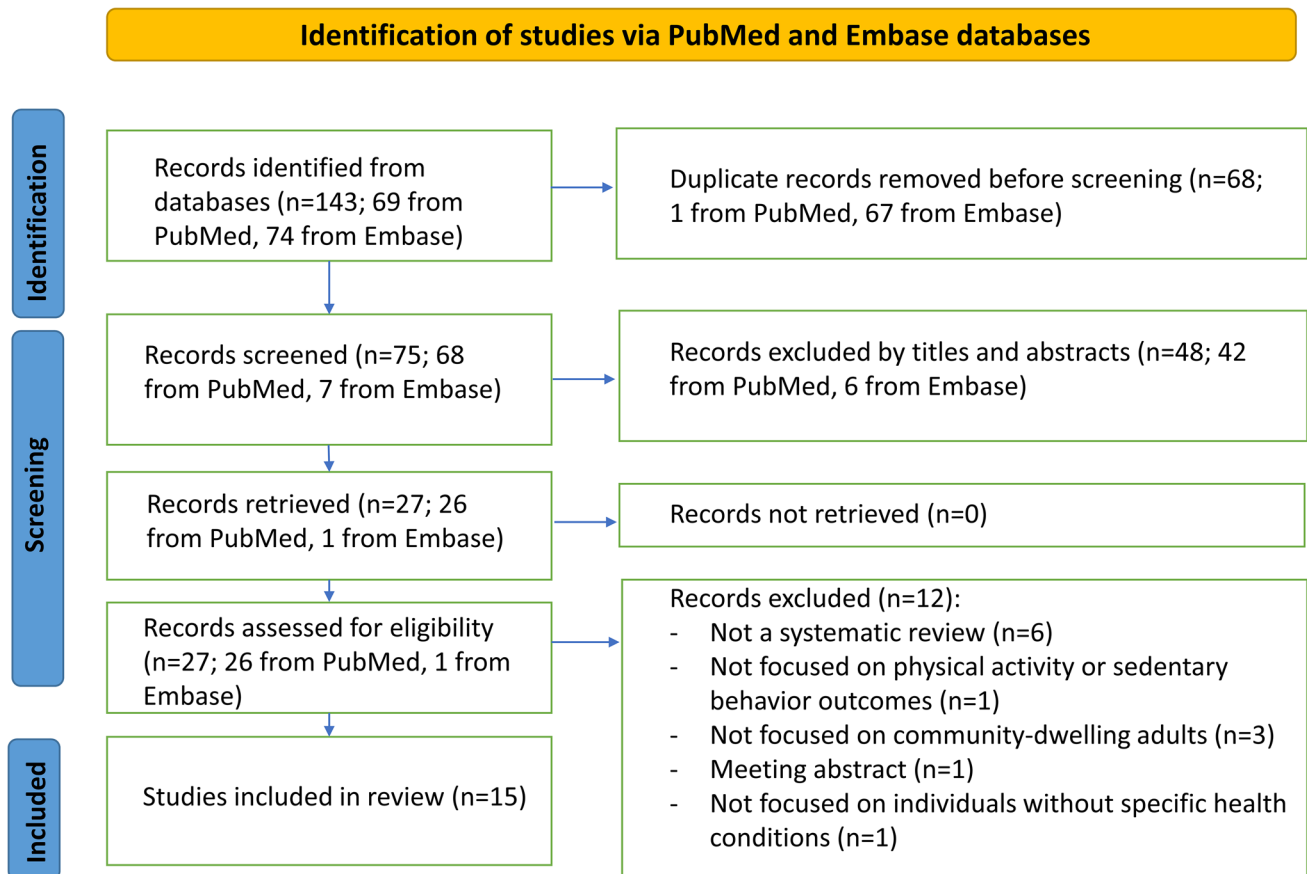 Identification of studies via PubMed and Embase databases
Identification
Records identified from
databases (n=143; 69 from
PubMed, 74 from Embase)
Duplicate records removed before screening (n=68;
1 from PubMed, 67 from Embase)
Screening
Records screened (n=75; 68
from PubMed, 7 from Embase)
Records excluded by titles and abstracts (n=48; 42
from PubMed, 6 from Embase)
Records retrieved (n=27; 26
from PubMed, 1 from Embase)
Records not retrieved (n=0)
Records assessed for eligibility
(n=27; 26 from PubMed, 1 from
Embase)
Records excluded (n=12):
- Not a systematic review (n=6)
- Not focused on physical activity or sedentary
behavior outcomes (n=1)
- Not focused on community-dwelling adults (n=3)
- Meeting abstract (n=1)
- Not focused on individuals without specific health
conditions (n=1)
Included
Studies included in review (n=15)